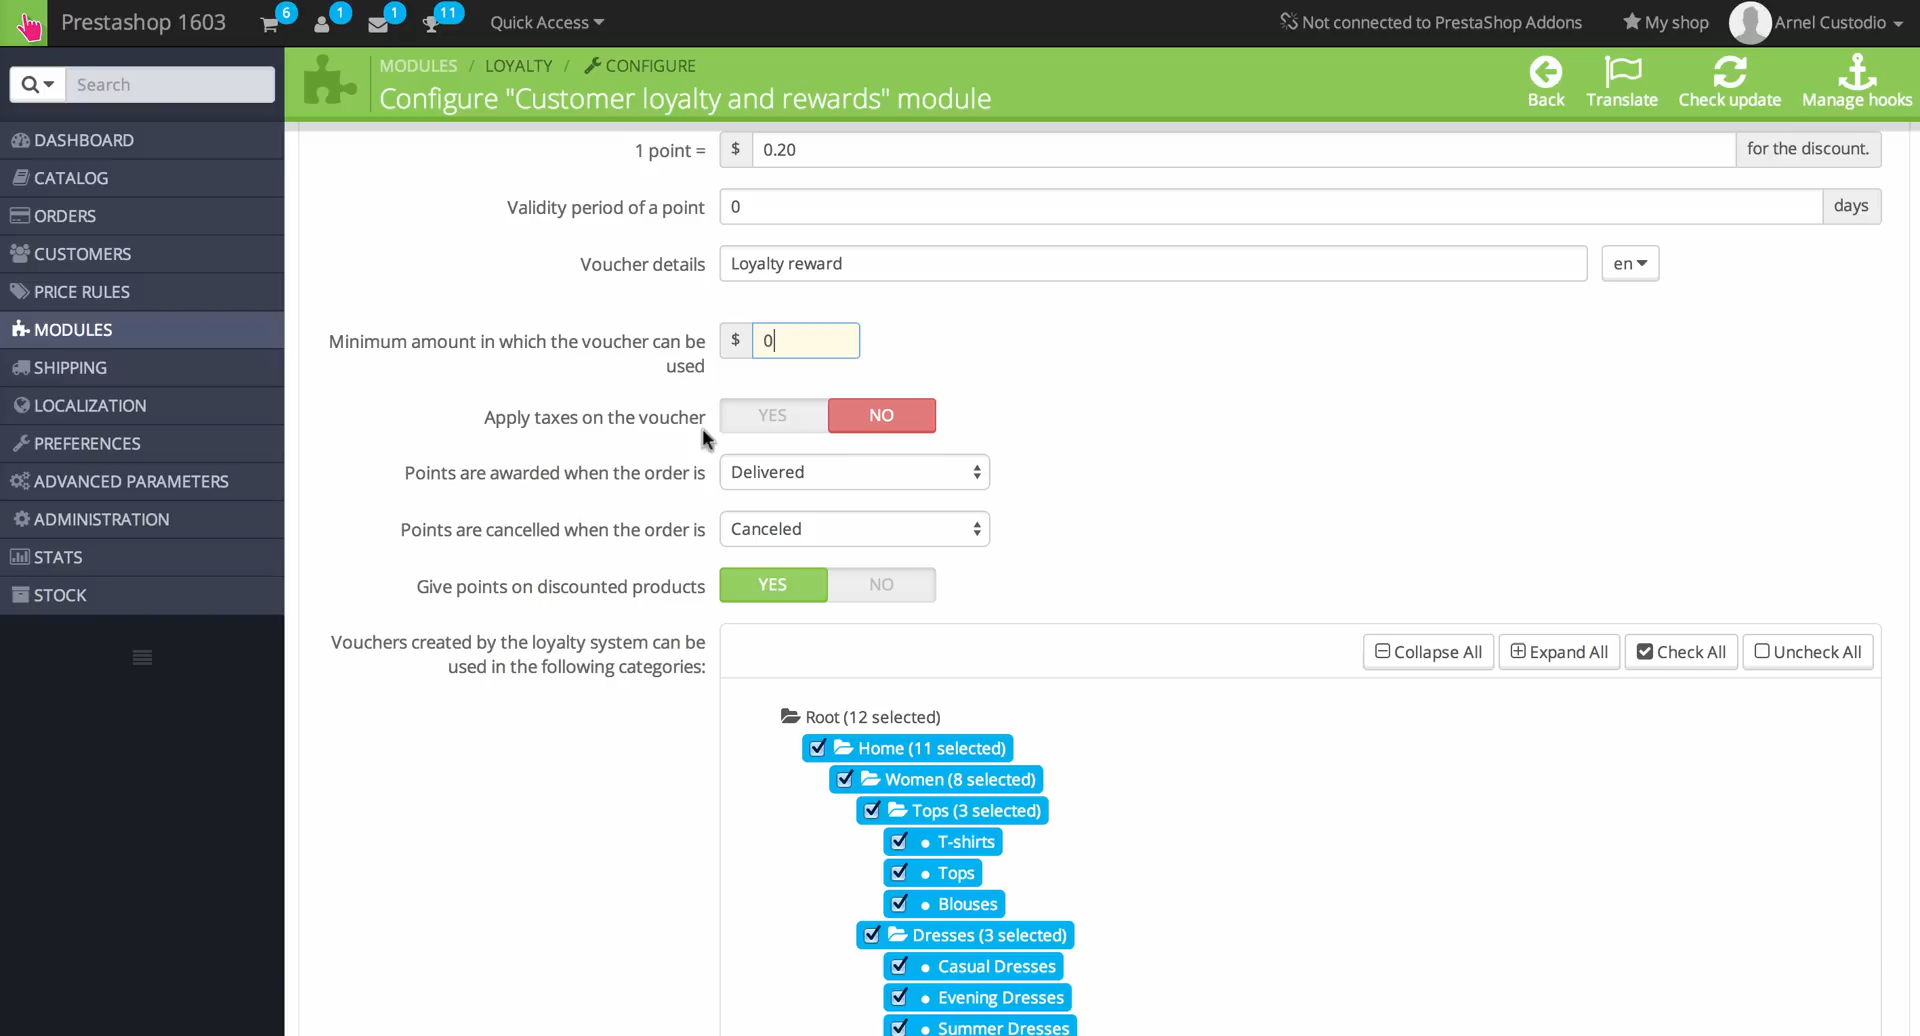 Prestashop 1603 6 1 1 11 Quick Access Not connected to PrestaShop Addons My shop Arnel Custodio
Search
MODULES / LOYALTY / CONFIGURE
Configure "Customer loyalty and rewards" module
Back Translate Check update Manage hooks
DASHBOARD
CATALOG
ORDERS
CUSTOMERS
PRICE RULES
MODULES
SHIPPING
LOCALIZATION
PREFERENCES
ADVANCED PARAMETERS
ADMINISTRATION
STATS
STOCK
1 point = $ 0.20 for the discount.
Validity period of a point 0 days
Voucher details Loyalty reward en
Minimum amount in which the voucher can be
used
$ 0
Apply taxes on the voucher YES NO
Points are awarded when the order is Delivered
Points are cancelled when the order is Canceled
Give points on discounted products YES NO
Vouchers created by the loyalty system can be
used in the following categories:
Collapse All Expand All Check All Uncheck All
Root (12 selected)
Home (11 selected)
Women (8 selected)
Tops (3 selected)
T-shirts
Tops
Blouses
Dresses (3 selected)
Casual Dresses
Evening Dresses
Summer Dresses